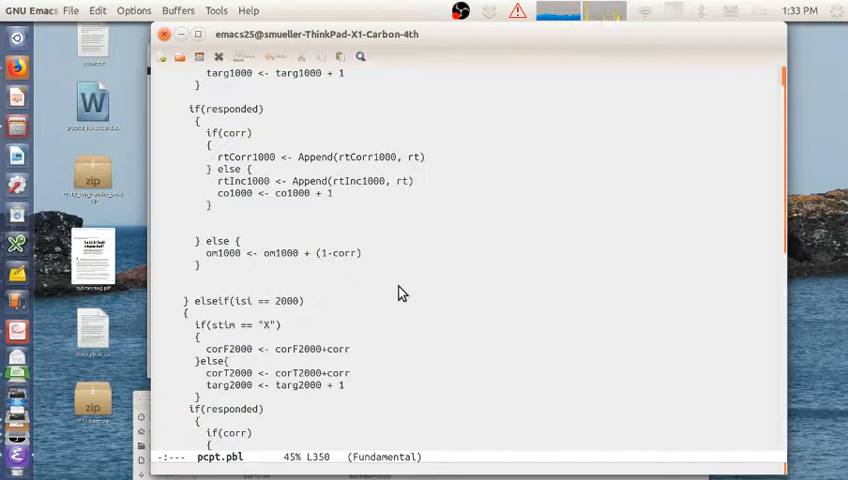 GNU Emacs File Edit Options Buffers Tools Help 1:33 PM
emacs25@smueller-ThinkPad-X1-Carbon-4th
targ1000 <- targ1000 + 1
}
if(responded)
{
if(corr)
{
rtCorr1000 <- Append(rtCorr1000, rt)
} else {
rtInc1000 <- Append(rtInc1000, rt)
co1000 <- co1000 + 1
}
} else {
om1000 <- om1000 + (1-corr)
}
} elseif(isi == 2000)
{
if(stim == "X")
{
corF2000 <- corF2000+corr
}else{
corT2000 <- corT2000+corr
targ2000 <- targ2000 + 1
}
if(responded)
{
if(corr)
{
-:--- pcpt.pbl 45% L350 (Fundamental)
zip
zip